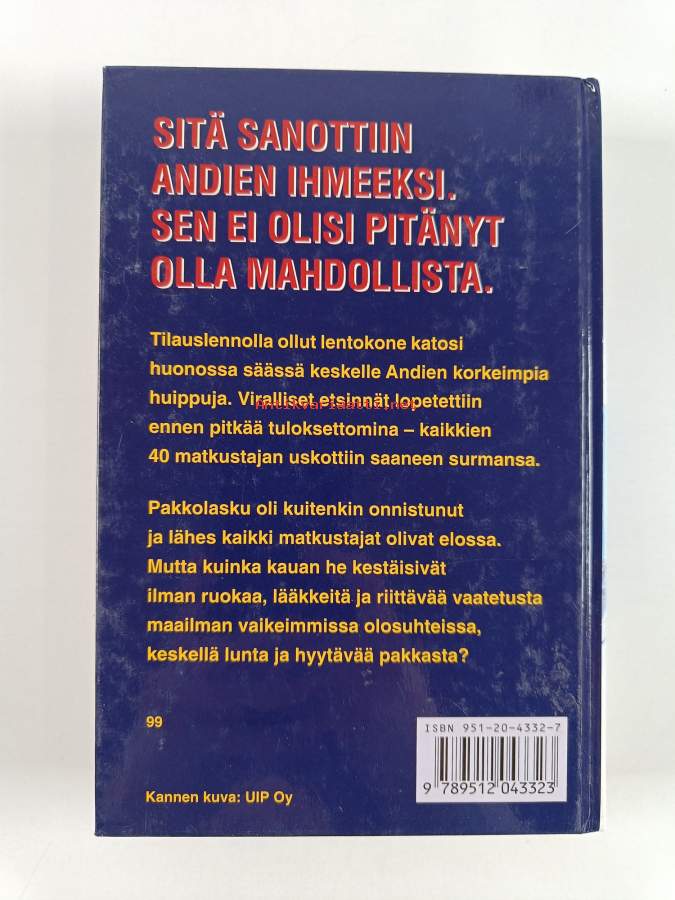 SITÄ SANOTTIIN
ANDIEN IHMEEKSI.
SEN EI OLISI PITÄNYT
OLLA MAHDOLLISTA.
Tilauslennolla ollut lentokone katosi
huonossa säässä keskelle Andien korkeimpia
huippuja. Viralliset etsinnät lopetettiin
Antikvariaatti.net
ennen pitkää tuloksettomina – kaikkien
40 matkustajan uskottiin saaneen surmansa.
Pakkolasku oli kuitenkin onnistunut
ja lähes kaikki matkustajat olivat elossa.
Mutta kuinka kauan he kestäisivät
ilman ruokaa, lääkkeitä ja riittävää vaatetusta
maailman vaikeimmissa olosuhteissa,
keskellä lunta ja hyytävää pakkasta?
99
ISBN 951-20-4332-7
9 789512 043323
Kannen kuva: UIP Oy